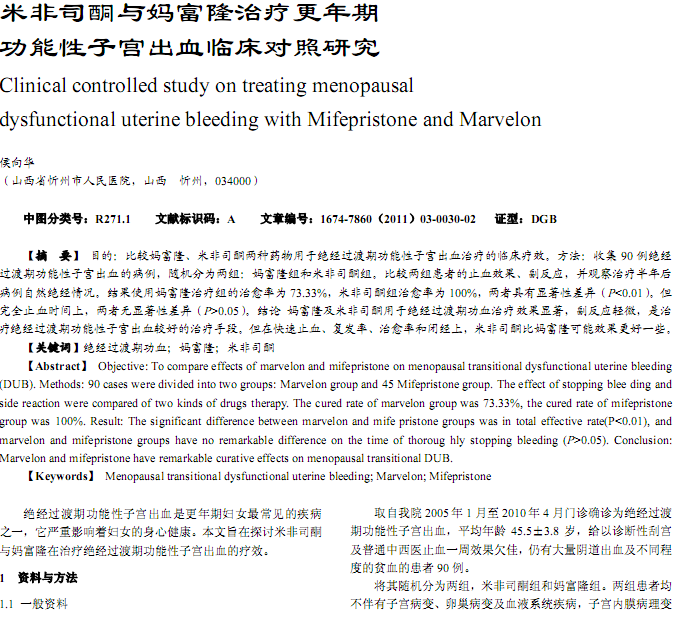 米非司酮与妈富隆治疗更年期
功能性子宫出血临床对照研究
Clinical controlled study on treating menopausal
dysfunctional uterine bleeding with Mifepristone and Marvelon
侯向华
（山西省忻州市人民医院，山西　忻州，034000）
中图分类号：R271.1　文献标识码：A　文章编号：1674-7860（2011）03-0030-02　证型：DGB
【摘　要】目的：比较妈富隆、米非司酮两种药物用于绝经过渡期功能性子宫出血治疗的临床疗效。方法：收集 90 例绝经
过渡期功能性子宫出血的病例，随机分为两组：妈富隆组和米非司酮组。比较两组患者的止血效果、副反应，并观察治疗半年后
病例自然绝经情况。结果使用妈富隆治疗组的治愈率为 73.33%，米非司酮组治愈率为 100%，两者具有显著性差异（P<0.01）。但
完全止血时间上，两者无显著性差异（P>0.05）。结论 妈富隆及米非司酮用于绝经过渡期功血治疗效果显著，副反应轻微，是治
疗绝经过渡期功能性子宫出血较好的治疗手段。但在快速止血、复发率、治愈率和闭经上，米非司酮比妈富隆可能效果更好一些。
【关键词】绝经过渡期功血；妈富隆；米非司酮
【Abstract】 Objective: To compare effects of marvelon and mifepristone on menopausal transitional dysfunctional uterine bleeding
(DUB). Methods: 90 cases were divided into two groups: Marvelon group and 45 Mifepristone group. The effect of stopping blee ding and
side reaction were compared of two kinds of drugs therapy. The cured rate of marvelon group was 73.33%, the cured rate of mifepristone
group was 100%. Result: The significant difference between marvelon and mife pristone groups was in total effective rate(P<0.01), and
marvelon and mifepristone groups have no remarkable difference on the time of thoroug hly stopping bleeding (P>0.05). Conclusion:
Marvelon and mifepristone have remarkable curative effects on menopausal transitional DUB.
【Keywords】 Menopausal transitional dysfunctional uterine bleeding; Marvelon; Mifepristone
绝经过渡期功能性子宫出血是更年期妇女最常见的疾病
之一，它严重影响着妇女的身心健康。本文旨在探讨米非司酮
与妈富隆在治疗绝经过渡期功能性子宫出血的疗效。
1　资料与方法
1.1 一般资料
取自我院 2005 年 1 月至 2010 年 4 月门诊确诊为绝经过渡
期功能性子宫出血，平均年龄 45.5±3.8 岁，给以诊断性刮宫
及普通中西医止血一周效果欠佳，仍有大量阴道出血及不同程
度的贫血的患者 90 例。
将其随机分为两组，米非司酮组和妈富隆组。两组患者均
不伴有子宫病变、卵巢病变及血液系统疾病，子宫内膜病理变